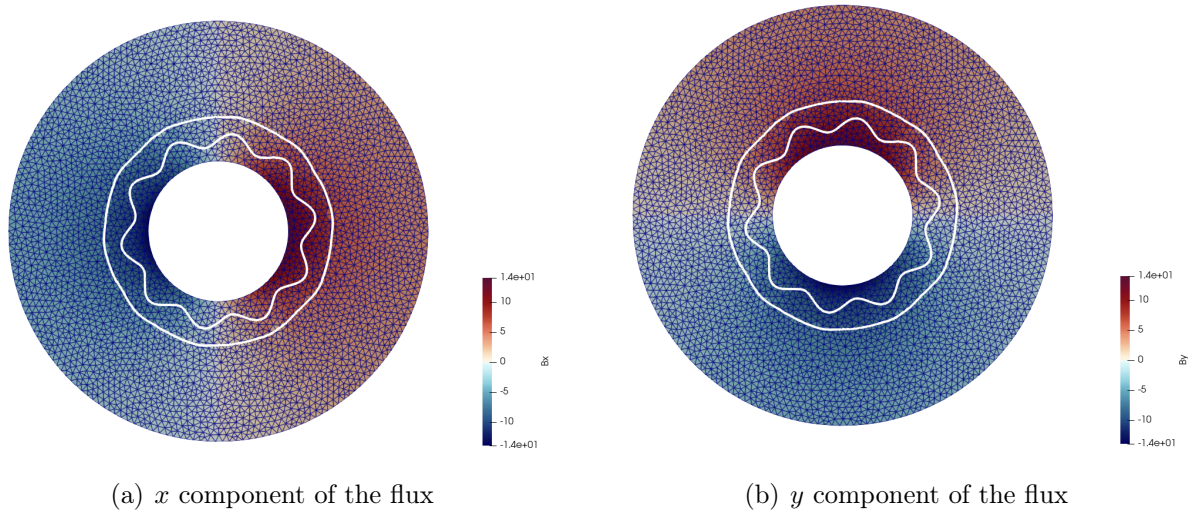 1.4e+01
10
5
0
-5
-10
-1.4e+01
Bx
1.4e+01
10
5
0
-5
-10
-1.4e+01
By
(a) x component of the flux
(b) y component of the flux